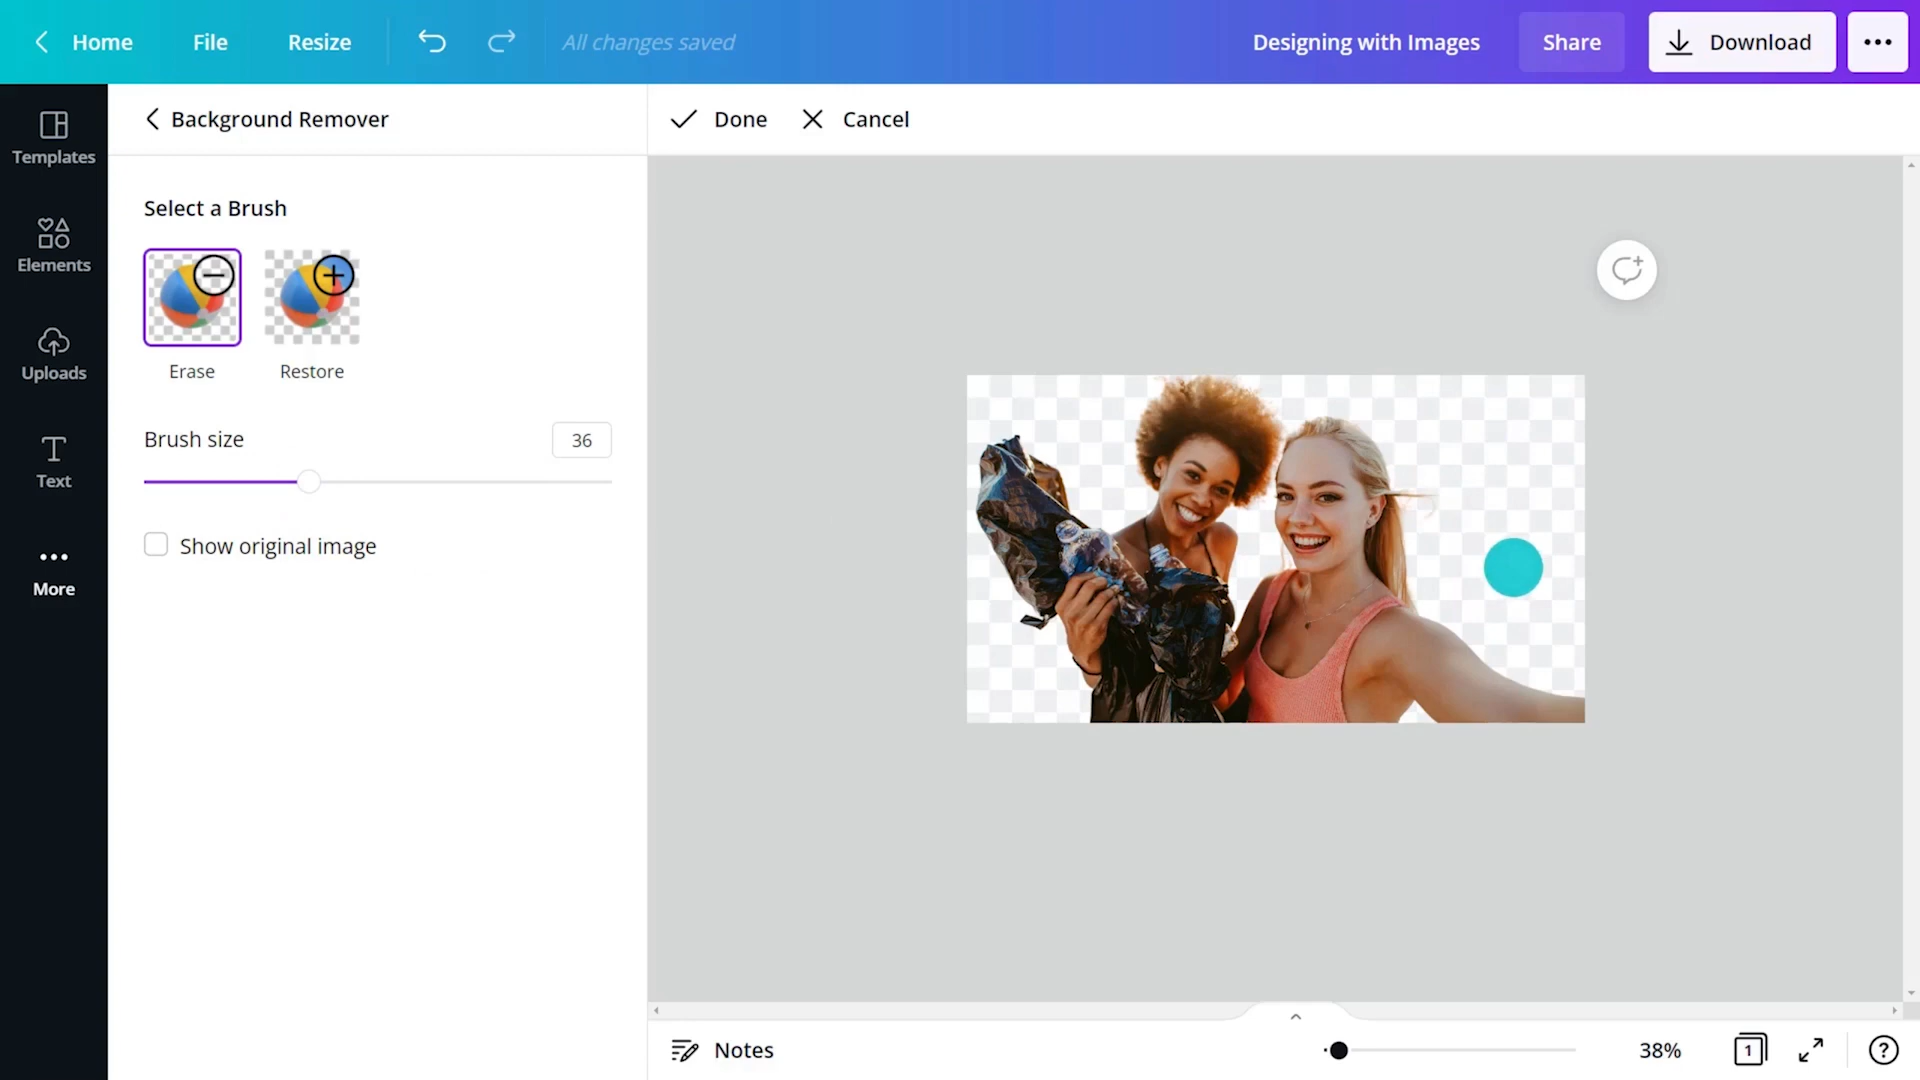 Home File Resize All changes saved Designing with Images Share Download
Templates
Elements
Uploads
Text
More
Background Remover
Done Cancel
Select a Brush
Erase Restore
Brush size 36
Show original image
Notes 38% 1 ?